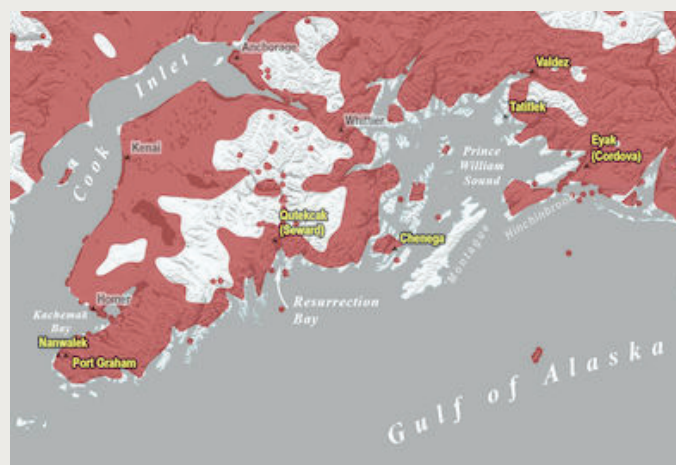 Anchorage
Valdez
Cook Inlet
Tatitlek
Whittier
Eyak
(Cordova)
Kenai
Prince
William
Sound
Hinchinbrook
Qutekcak
(Seward)
Chenega
Montague
Resurrection
Bay
Homer
Kachemak
Bay
Nanwalek
Port Graham
Gulf of Alaska